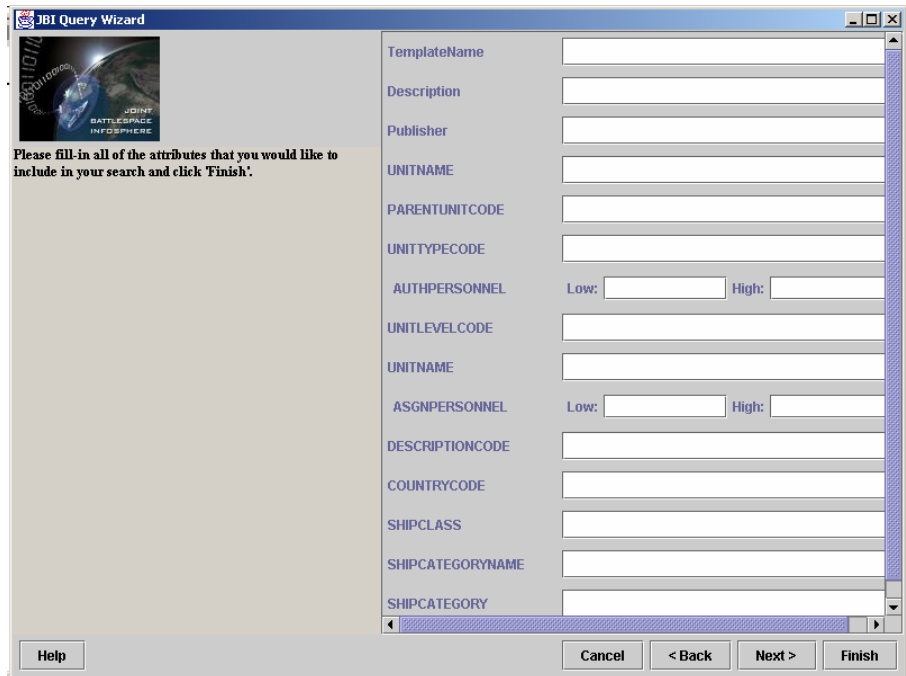 JBI Query Wizard
JOINT
BATTLESPACE
INFOSPHERE
Please fill-in all of the attributes that you would like to
include in your search and click 'Finish'.
TemplateName
Description
Publisher
UNITNAME
PARENTUNITCODE
UNITTYPECODE
AUTHPERSONNEL Low: High:
UNITLEVELCODE
UNITNAME
ASGNPERSONNEL Low: High:
DESCRIPTIONCODE
COUNTRYCODE
SHIPCLASS
SHIPCATEGORYNAME
SHIPCATEGORY
Help Cancel < Back Next > Finish